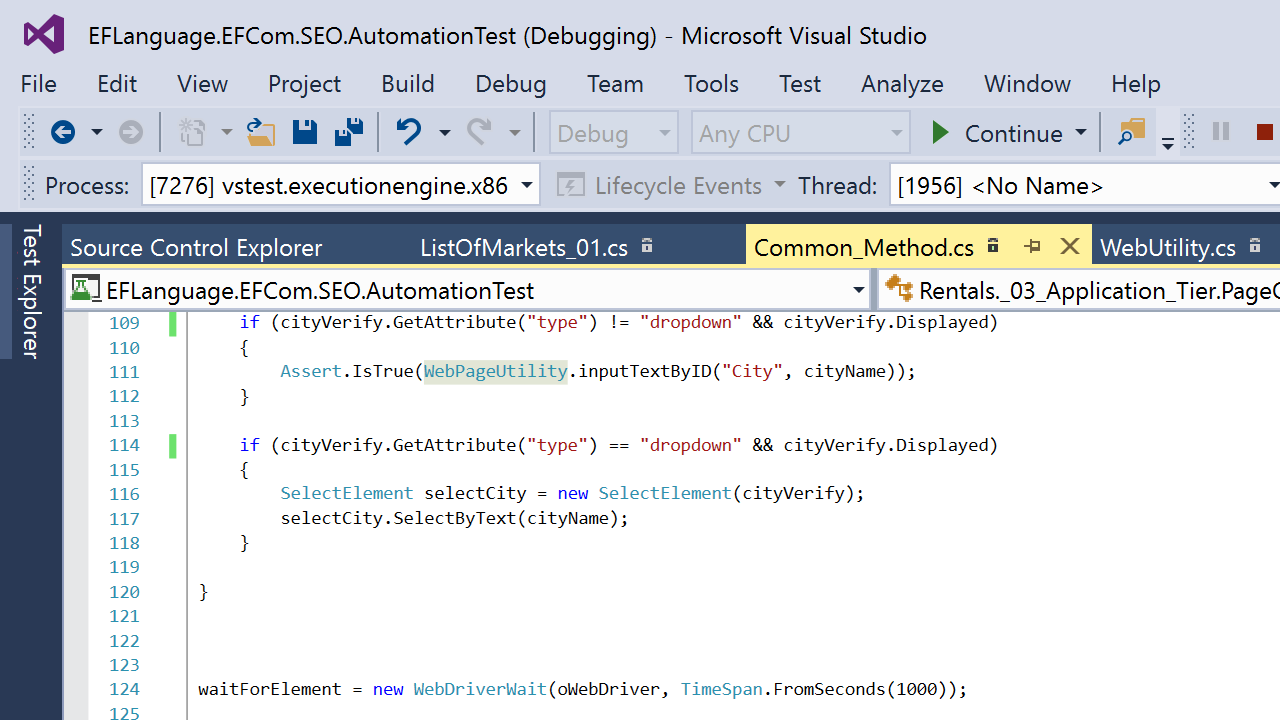 EFLanguage.EFCom.SEO.AutomationTest (Debugging) - Microsoft Visual Studio
File Edit View Project Build Debug Team Tools Test Analyze Window Help
Debug Any CPU Continue
Process: [7276] vstest.executionengine.x86 Lifecycle Events Thread: [1956] <No Name>
Test Explorer
Source Control Explorer ListOfMarkets_01.cs Common_Method.cs WebUtility.cs
EFLanguage.EFCom.SEO.AutomationTest Rentals._03_Application_Tier.PageC
109 if (cityVerify.GetAttribute("type") != "dropdown" && cityVerify.Displayed)
110 {
111 Assert.IsTrue(WebPageUtility.inputTextByID("City", cityName));
112 }
113
114 if (cityVerify.GetAttribute("type") == "dropdown" && cityVerify.Displayed)
115 {
116 SelectElement selectCity = new SelectElement(cityVerify);
117 selectCity.SelectByText(cityName);
118 }
119
120 }
121
122
123
124 waitForElement = new WebDriverWait(oWebDriver, TimeSpan.FromSeconds(1000));
125